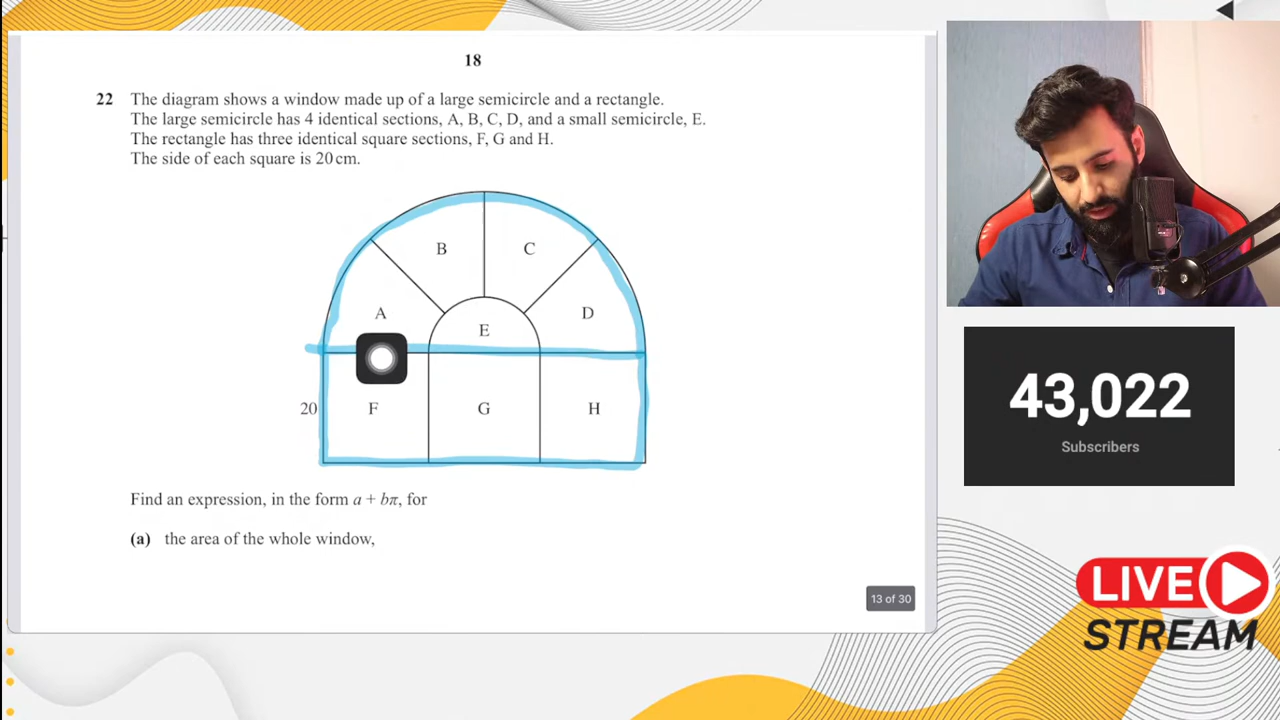 18
22 The diagram shows a window made up of a large semicircle and a rectangle.
The large semicircle has 4 identical sections, A, B, C, D, and a small semicircle, E.
The rectangle has three identical square sections, F, G and H.
The side of each square is 20 cm.
B C
A D
E
20 F G H
Find an expression, in the form a + bπ, for
(a) the area of the whole window,
13 of 30
43,022
Subscribers
LIVE
STREAM